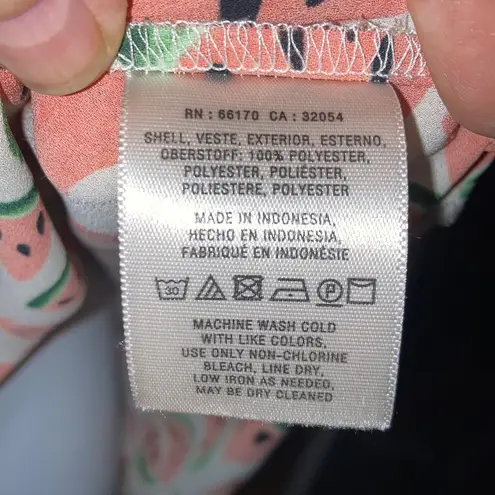 RN : 66170 CA : 32054
SHELL, VESTE, EXTERIOR, ESTERNO,
OBERSTOFF: 100% POLYESTER,
POLYESTER, POLIÉSTER,
POLIESTERE, POLYESTER
MADE IN INDONESIA,
HECHO EN INDONESIA,
FABRIQUÉ EN INDONÉSIE
30 P
MACHINE WASH COLD
WITH LIKE COLORS,
USE ONLY NON-CHLORINE
BLEACH, LINE DRY,
LOW IRON AS NEEDED,
MAY BE DRY CLEANED